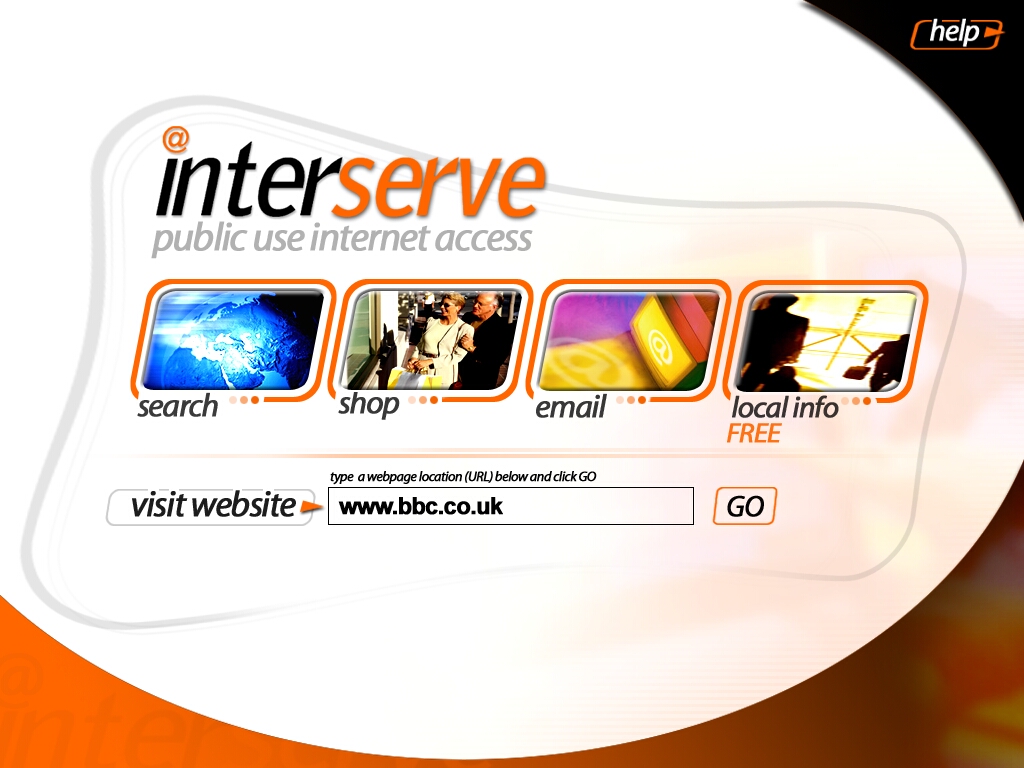 help
@
interserve
public use internet access
@
search
shop
email
local info
FREE
type a webpage location (URL) below and click GO
visit website
www.bbc.co.uk
GO
@
inter